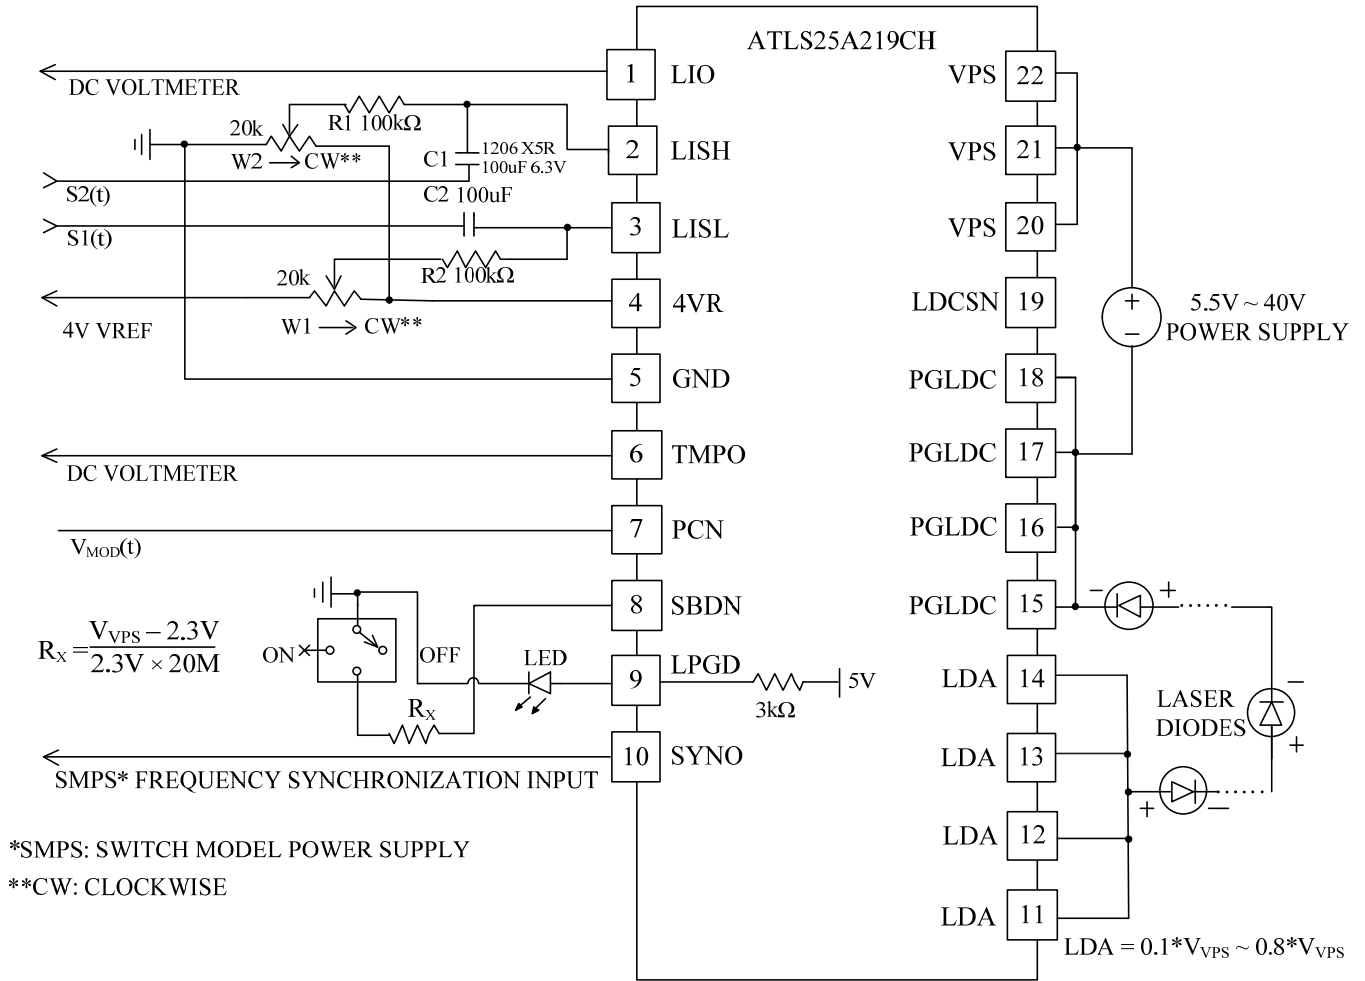 ATLS25A219CH
1 LIO
DC VOLTMETER
R1 100kΩ
20k
W2 → CW**
C1
1206 X5R
100uF 6.3V
2 LISH
S2(t)
C2 100uF
S1(t)
3 LISL
R2 100kΩ
20k
4 4VR
4V VREF
W1 → CW**
5 GND
6 TMPO
DC VOLTMETER
7 PCN
VMOD(t)
8 SBDN
RX = VVPS − 2.3V
2.3V × 20M
ON
OFF
LED
RX
9 LPGD
3kΩ
5V
10 SYNO
SMPS* FREQUENCY SYNCHRONIZATION INPUT
*SMPS: SWITCH MODEL POWER SUPPLY
**CW: CLOCKWISE
VPS 22
VPS 21
VPS 20
LDCSN 19
+
−
5.5V ~ 40V
POWER SUPPLY
PGLDC 18
PGLDC 17
PGLDC 16
PGLDC 15
− +
LDA 14
LASER
DIODES
−
+
LDA 13
+ −
LDA 12
LDA 11
LDA = 0.1*VVPS ~ 0.8*VVPS